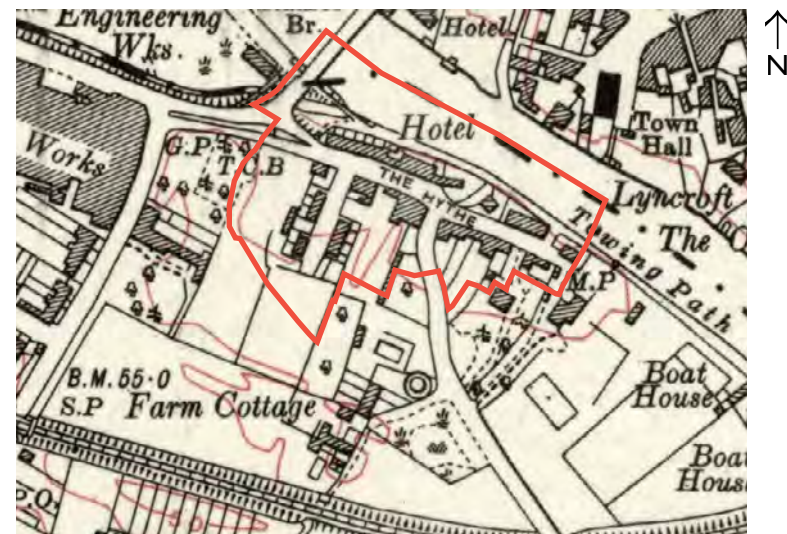 Engineering
Wks.
Br.
Hotel
N
Works
G.P.
T.C.B
Hotel
Town
Hall
THE HYTHE
Lyncroft
The
Towing Path
M.P
B.M. 55·0
S.P
Farm Cottage
Boat
House
Boat
House
P.O.
50